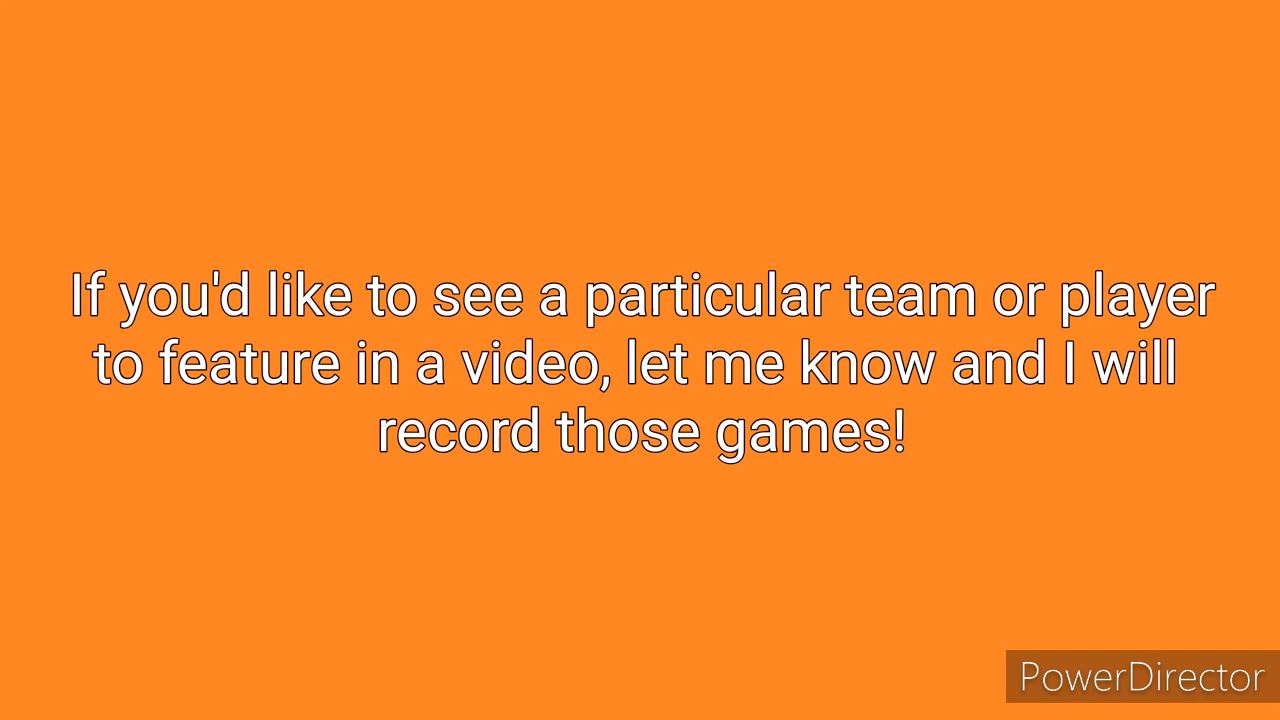 If you'd like to see a particular team or player
to feature in a video, let me know and I will
record those games!
PowerDirector